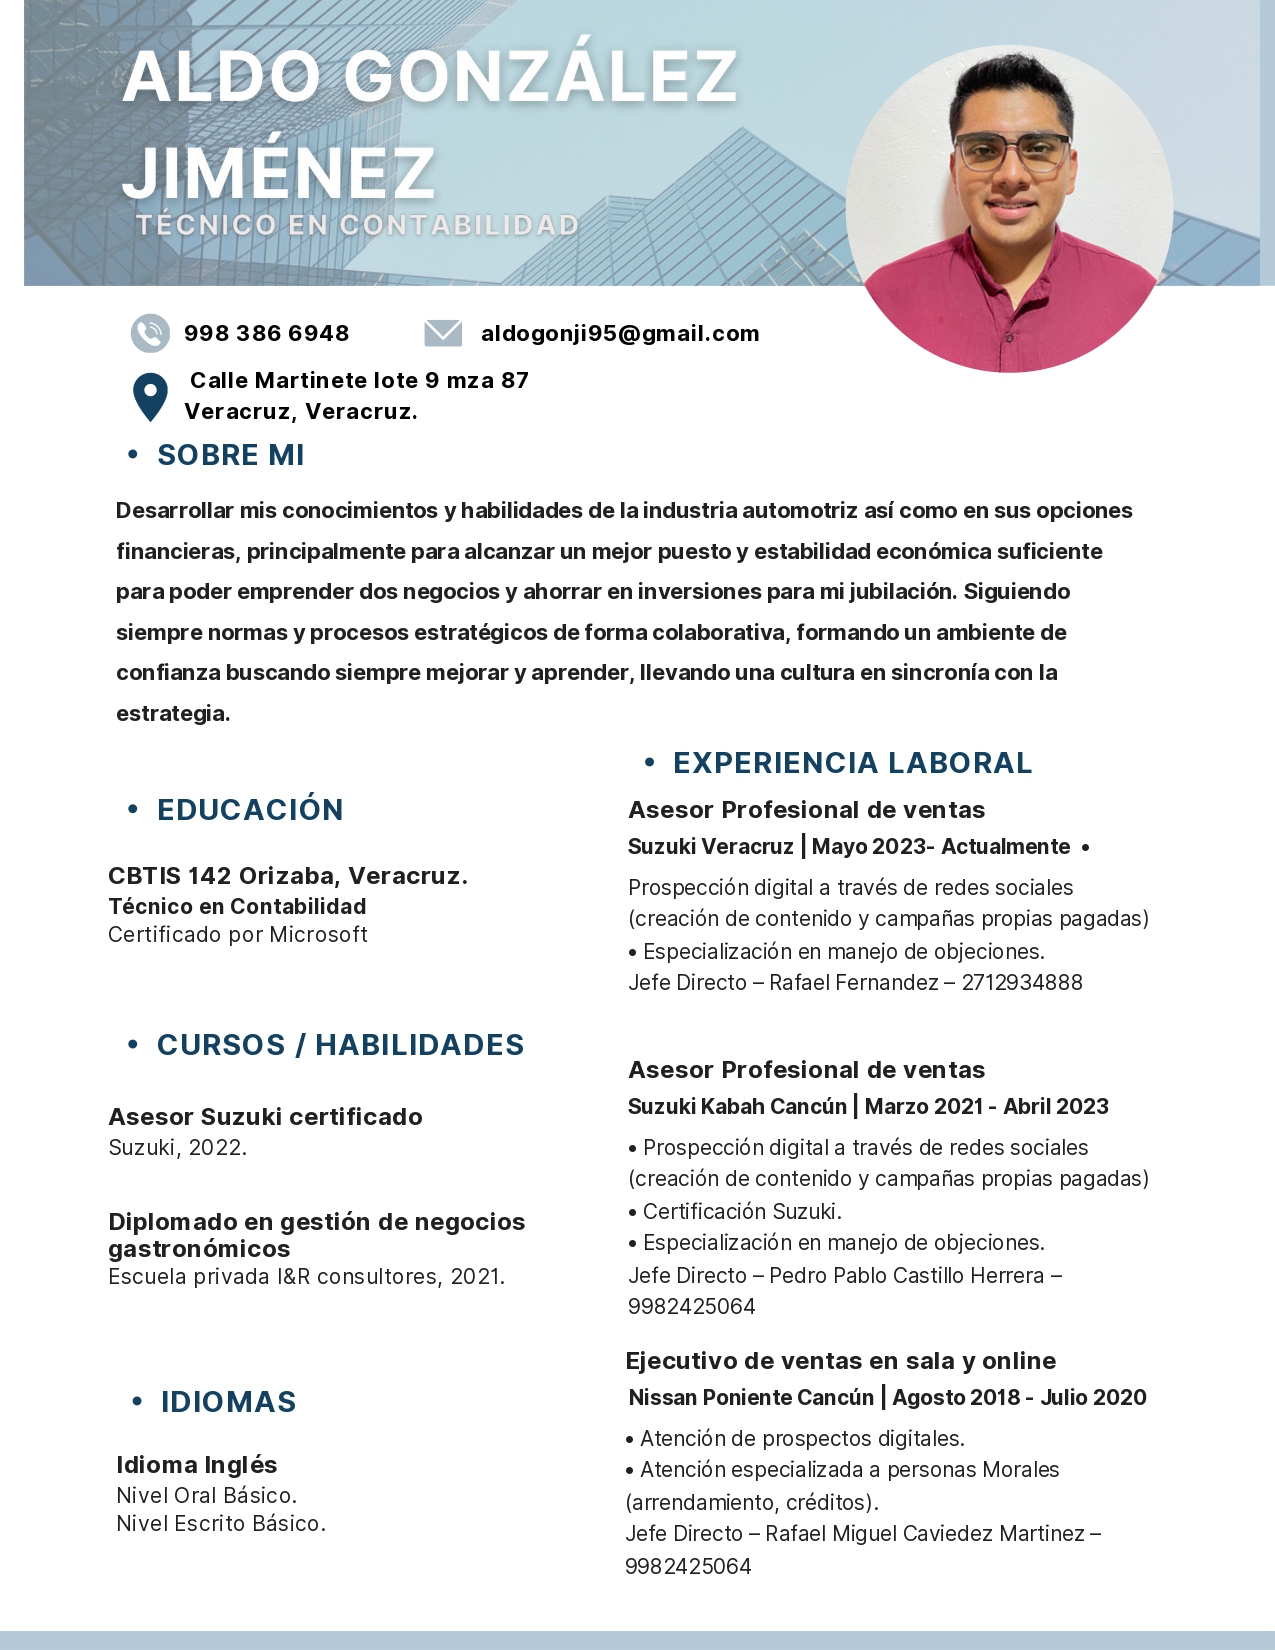 ALDO GONZÁLEZ
JIMÉNEZ
TÉCNICO EN CONTABILIDAD
998 386 6948
aldogonji95@gmail.com
Calle Martinete lote 9 mza 87
Veracruz, Veracruz.
• SOBRE MI
Desarrollar mis conocimientos y habilidades de la industria automotriz así como en sus opciones
financieras, principalmente para alcanzar un mejor puesto y estabilidad económica suficiente
para poder emprender dos negocios y ahorrar en inversiones para mi jubilación. Siguiendo
siempre normas y procesos estratégicos de forma colaborativa, formando un ambiente de
confianza buscando siempre mejorar y aprender, llevando una cultura en sincronía con la
estrategia.
• EDUCACIÓN
CBTIS 142 Orizaba, Veracruz.
Técnico en Contabilidad
Certificado por Microsoft
• CURSOS / HABILIDADES
Asesor Suzuki certificado
Suzuki, 2022.
Diplomado en gestión de negocios
gastronómicos
Escuela privada I&R consultores, 2021.
• IDIOMAS
Idioma Inglés
Nivel Oral Básico.
Nivel Escrito Básico.
• EXPERIENCIA LABORAL
Asesor Profesional de ventas
Suzuki Veracruz | Mayo 2023- Actualmente •
Prospección digital a través de redes sociales
(creación de contenido y campañas propias pagadas)
• Especialización en manejo de objeciones.
Jefe Directo – Rafael Fernandez – 2712934888
Asesor Profesional de ventas
Suzuki Kabah Cancún | Marzo 2021 - Abril 2023
• Prospección digital a través de redes sociales
(creación de contenido y campañas propias pagadas)
• Certificación Suzuki.
• Especialización en manejo de objeciones.
Jefe Directo – Pedro Pablo Castillo Herrera –
9982425064
Ejecutivo de ventas en sala y online
Nissan Poniente Cancún | Agosto 2018 - Julio 2020
• Atención de prospectos digitales.
• Atención especializada a personas Morales
(arrendamiento, créditos).
Jefe Directo – Rafael Miguel Caviedez Martinez –
9982425064